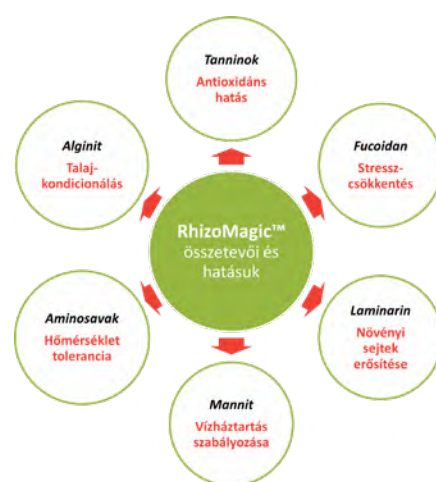 Tanninok
Antioxidáns
hatás
Alginit
Talaj-
kondicionálás
Fucoidan
Stressz-
csökkentés
RhizoMagic™
összetevői és
hatásuk
Aminosavak
Hőmérséklet
tolerancia
Laminarin
Növényi
sejtek
erősítése
Mannit
Vízháztartás
szabályozása